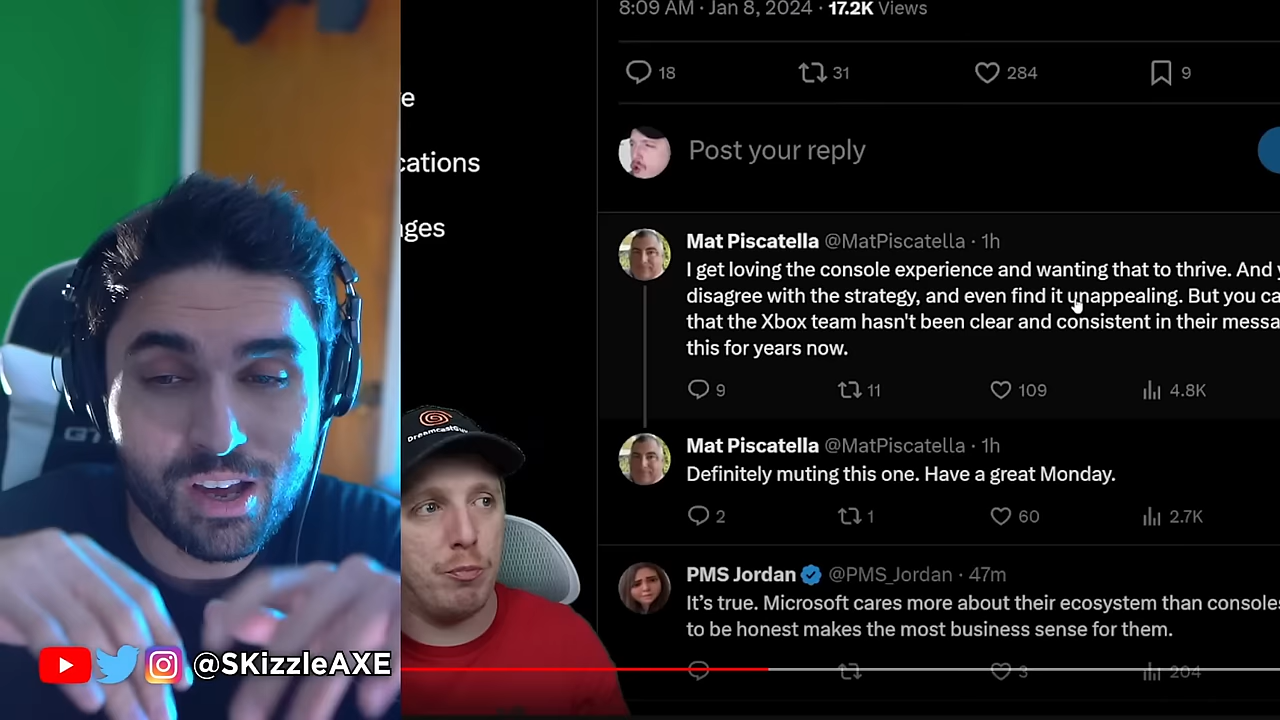 8:09 AM · Jan 8, 2024 · 17.2K Views
18 31 284 9
e
cations
ges
Post your reply
Mat Piscatella @MatPiscatella · 1h
I get loving the console experience and wanting that to thrive. And y
disagree with the strategy, and even find it unappealing. But you ca
that the Xbox team hasn't been clear and consistent in their messa
this for years now.
9 11 109 4.8K
Mat Piscatella @MatPiscatella · 1h
Definitely muting this one. Have a great Monday.
2 1 60 2.7K
PMS Jordan @PMS_Jordan · 47m
It's true. Microsoft cares more about their ecosystem than consoles
to be honest makes the most business sense for them.
3 204
GT
@SKizzleAXE